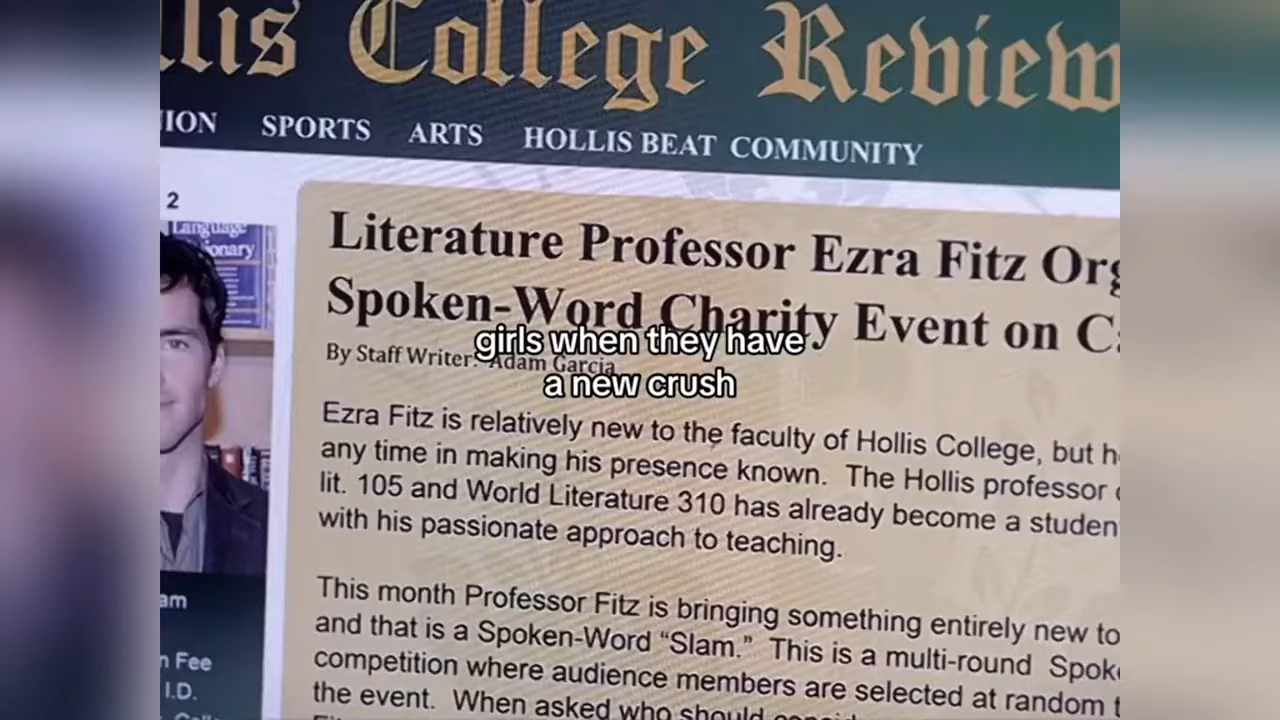 llis College Review
ION SPORTS ARTS HOLLIS BEAT COMMUNITY
2
Language
ionary
Literature Professor Ezra Fitz Org
Spoken-Word Charity Event on C
By Staff Writer: Adam Garcia
girls when they have
a new crush
Ezra Fitz is relatively new to the faculty of Hollis College, but h
any time in making his presence known. The Hollis professor
lit. 105 and World Literature 310 has already become a studen
with his passionate approach to teaching.
This month Professor Fitz is bringing something entirely new to
and that is a Spoken-Word “Slam.” This is a multi-round Spok
competition where audience members are selected at random t
the event. When asked who should
am
n Fee
I.D.